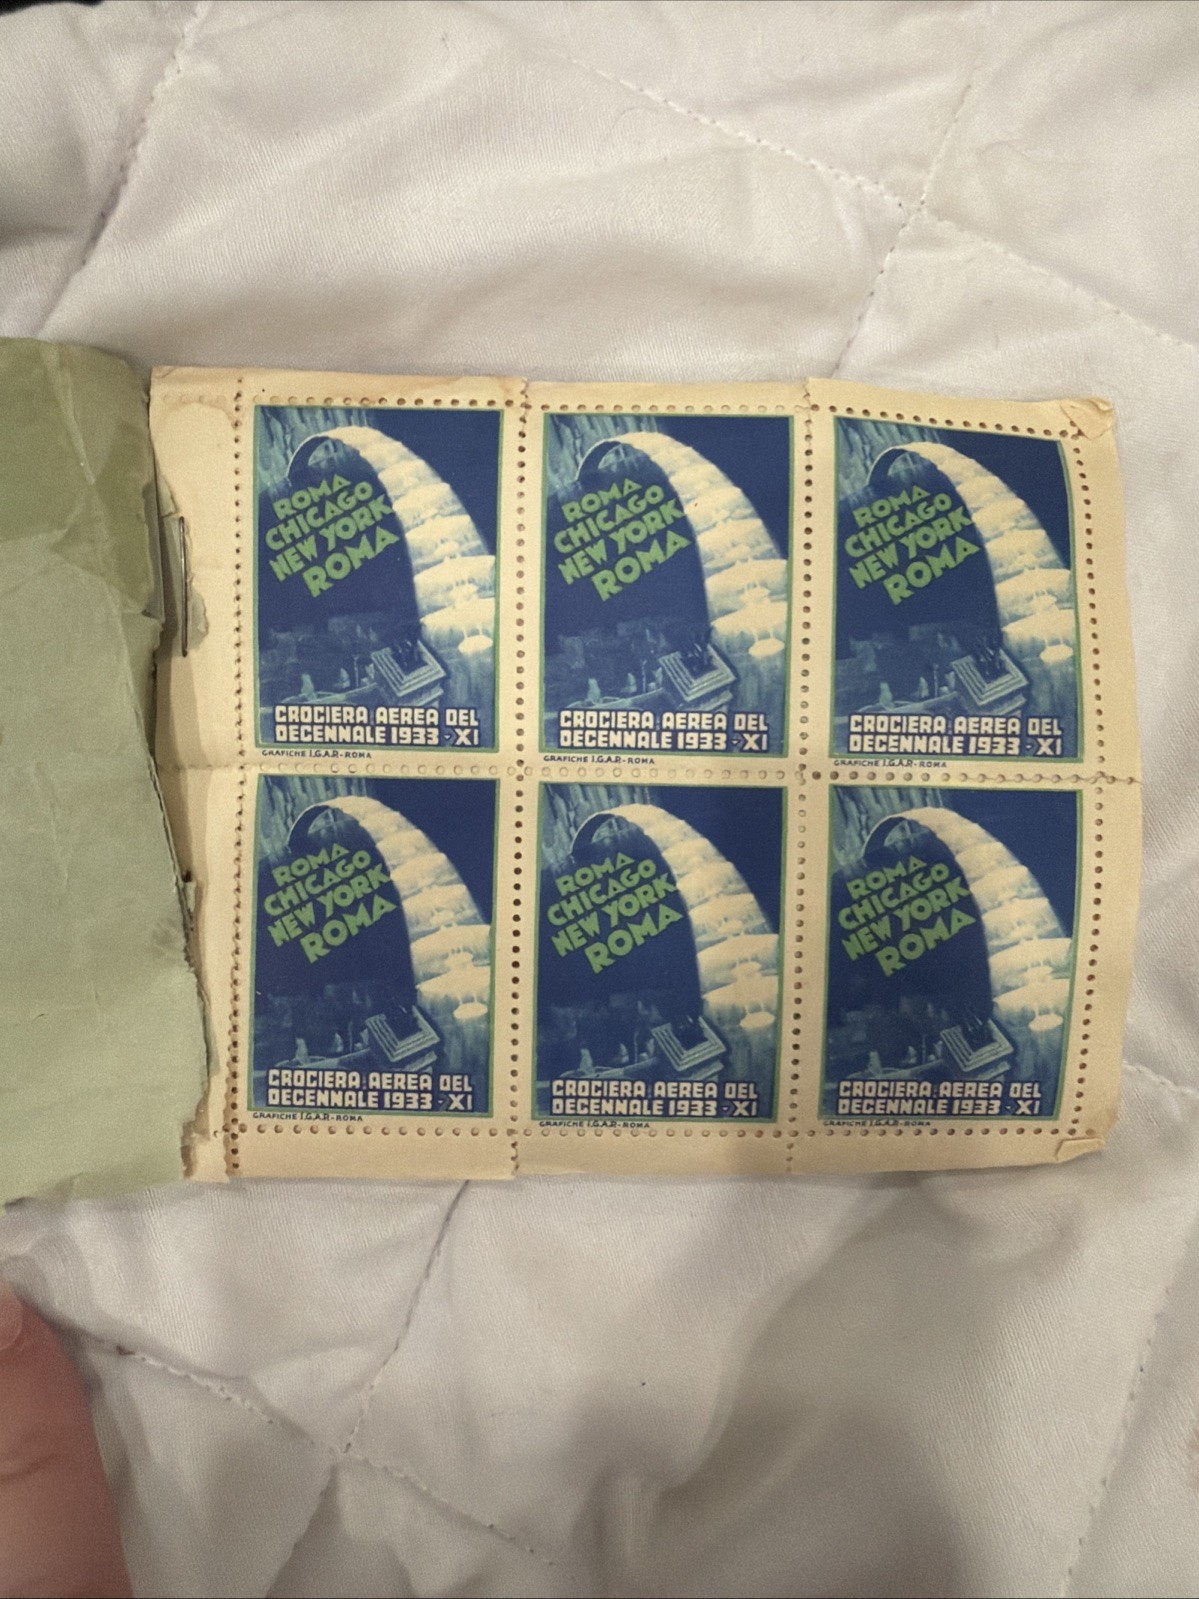 ROMA
CHICAGO
NEW YORK
ROMA
CROCIERA AEREA DEL
DECENNALE 1933-XI
GRAFICHE I.G.A.P.-ROMA
ROMA
CHICAGO
NEW YORK
ROMA
CROCIERA AEREA DEL
DECENNALE 1933-XI
GRAFICHE I.G.A.P.-ROMA
ROMA
CHICAGO
NEW YORK
ROMA
CROCIERA AEREA DEL
DECENNALE 1933-XI
GRAFICHE I.G.A.P.-ROMA
ROMA
CHICAGO
NEW YORK
ROMA
CROCIERA AEREA DEL
DECENNALE 1933-XI
GRAFICHE I.G.A.P.-ROMA
ROMA
CHICAGO
NEW YORK
ROMA
CROCIERA AEREA DEL
DECENNALE 1933-XI
GRAFICHE I.G.A.P.-ROMA
ROMA
CHICAGO
NEW YORK
ROMA
CROCIERA AEREA DEL
DECENNALE 1933-XI
GRAFICHE I.G.A.P.-ROMA